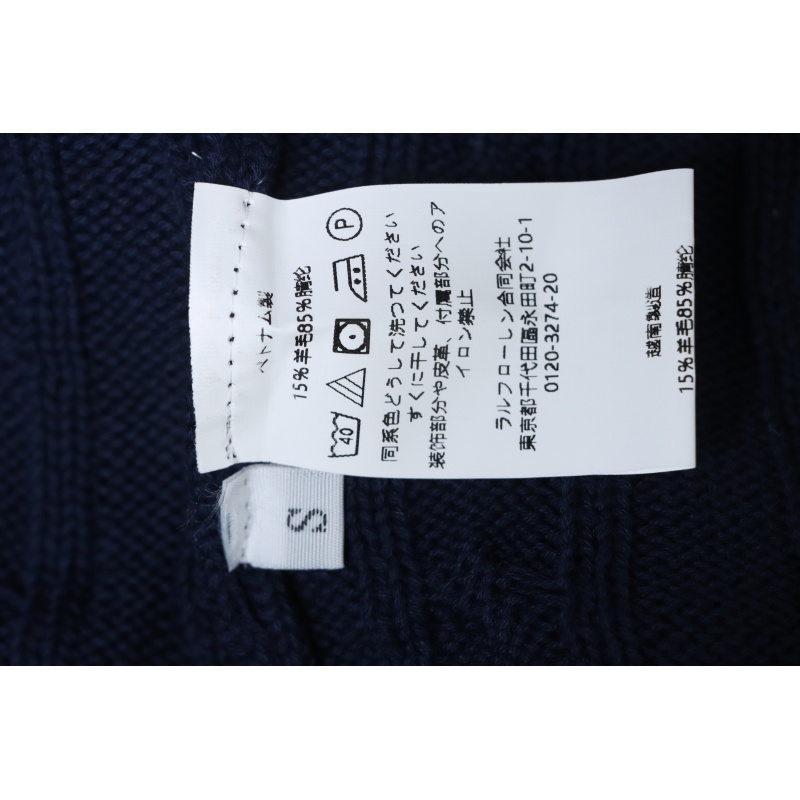 ベトナム製
15%羊毛85%腈纶
P
40
同系色どうして洗つてください
すぐに干してください
装飾部分や皮革、付属部分へのア
イロン禁止
ラルフローレン合同会社
東京都千代田區永田町2-10-1
0120-3274-20
越南製造
15%羊毛85%腈纶
S